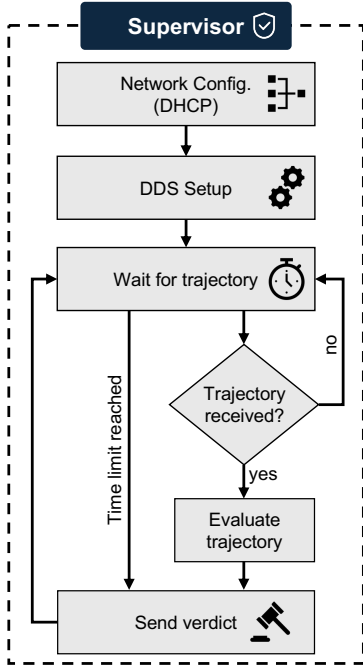 Supervisor
Network Config.
(DHCP)
DDS Setup
Wait for trajectory
Time limit reached
Trajectory
received?
no
yes
Evaluate
trajectory
Send verdict